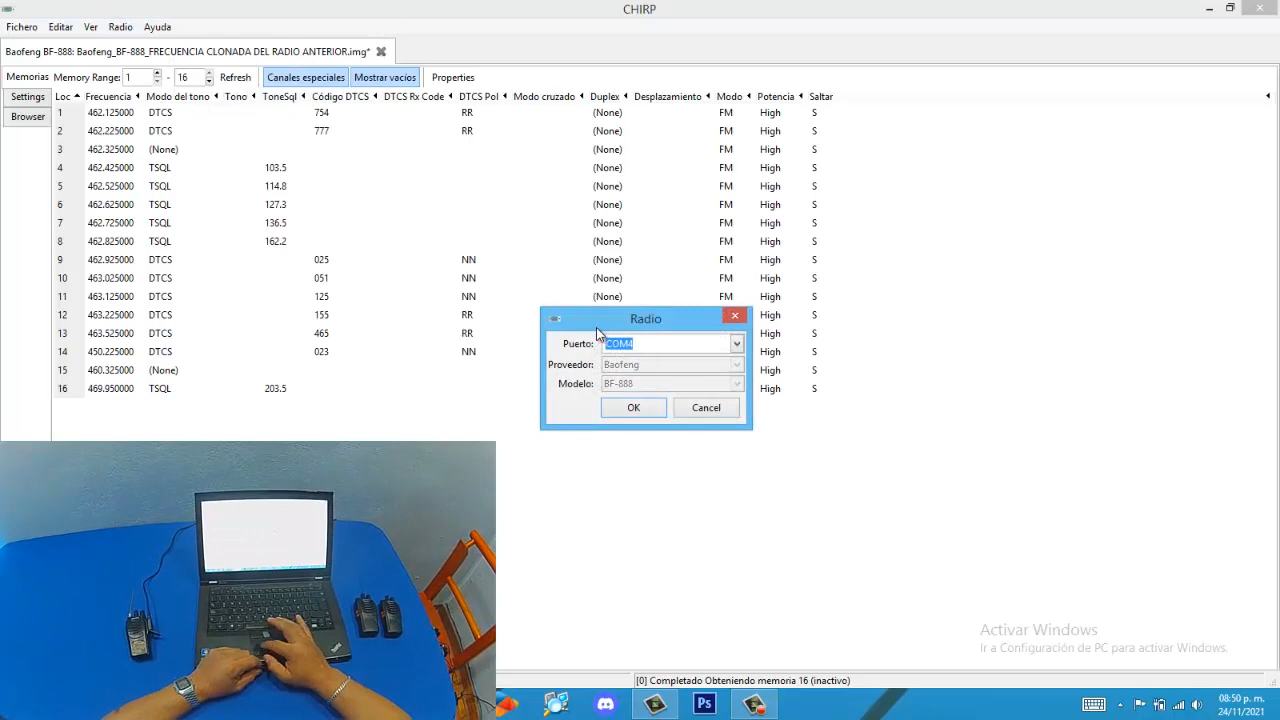 CHIRP
Fichero Editar Ver Radio Ayuda
Baofeng BF-888: Baofeng_BF-888_FRECUENCIA CLONADA DEL RADIO ANTERIOR.img*
Memorias Memory Range: 1 - 16 Refresh Canales especiales Mostrar vacíos Properties
Settings
Browser
Loc Frecuencia Modo del tono Tono ToneSql Código DTCS DTCS Rx Code DTCS Pol Modo cruzado Duplex Desplazamiento Modo Potencia Saltar
1 462.125000 DTCS 754 RR (None) FM High S
2 462.225000 DTCS 777 RR (None) FM High S
3 462.325000 (None) (None) FM High S
4 462.425000 TSQL 103.5 (None) FM High S
5 462.525000 TSQL 114.8 (None) FM High S
6 462.625000 TSQL 127.3 (None) FM High S
7 462.725000 TSQL 136.5 (None) FM High S
8 462.825000 TSQL 162.2 (None) FM High S
9 462.925000 DTCS 025 NN (None) FM High S
10 463.025000 DTCS 051 NN (None) FM High S
11 463.125000 DTCS 125 NN (None) FM High S
12 463.225000 DTCS 155 RR High S
13 463.525000 DTCS 465 RR High S
14 450.225000 DTCS 023 NN High S
15 460.325000 (None) High S
16 469.950000 TSQL 203.5 High S
Radio
Puerto: COM4
Proveedor: Baofeng
Modelo: BF-888
OK Cancel
Activar Windows
Ir a Configuración de PC para activar Windows.
[0] Completado Obteniendo memoria 16 (inactivo)
Ps
08:50 p. m.
24/11/2021